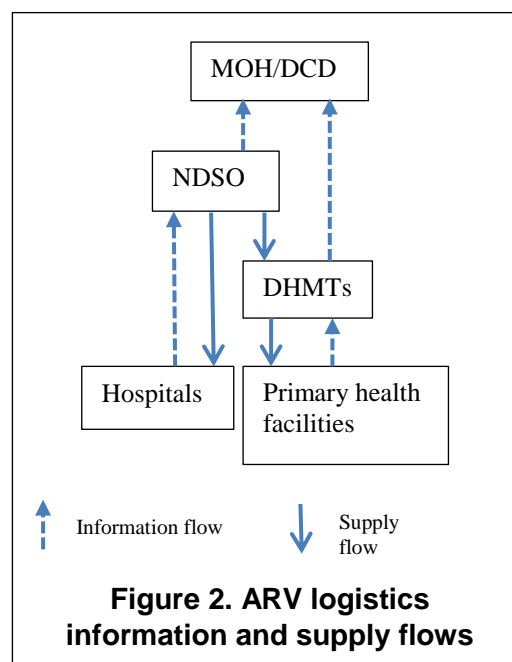 MOH/DCD
NDSO
DHMTs
Hospitals
Primary health
facilities
Information flow
Supply
flow
Figure 2. ARV logistics
information and supply flows